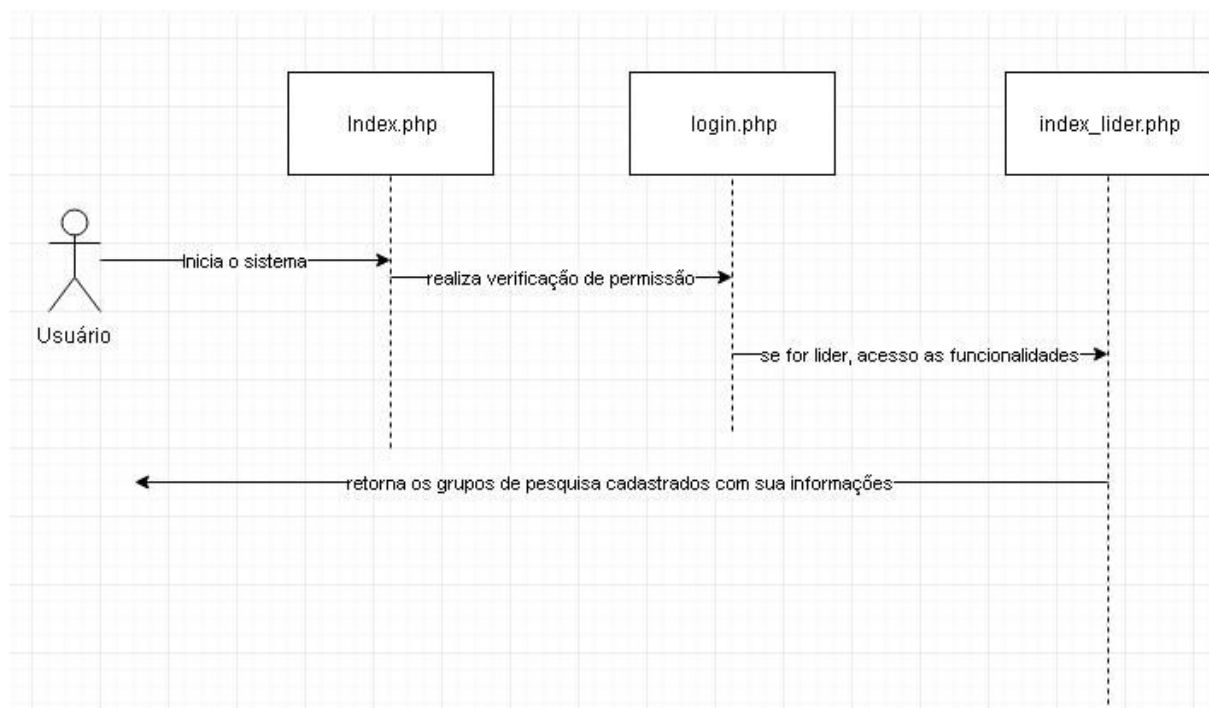 Index.php
login.php
index_lider.php
Inicia o sistema
realiza verificação de permissão
Usuário
se for lider, acesso as funcionalidades
retorna os grupos de pesquisa cadastrados com sua informações